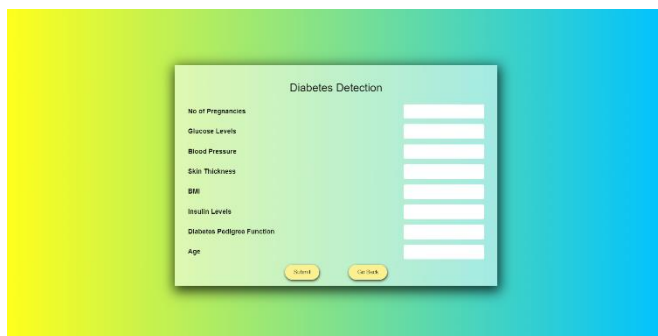 Diabetes Detection
No of Pregnancies
Glucose Levels
Blood Pressure
Skin Thickness
BMI
Insulin Levels
Diabetes Pedigree Function
Age
Submit Go Back